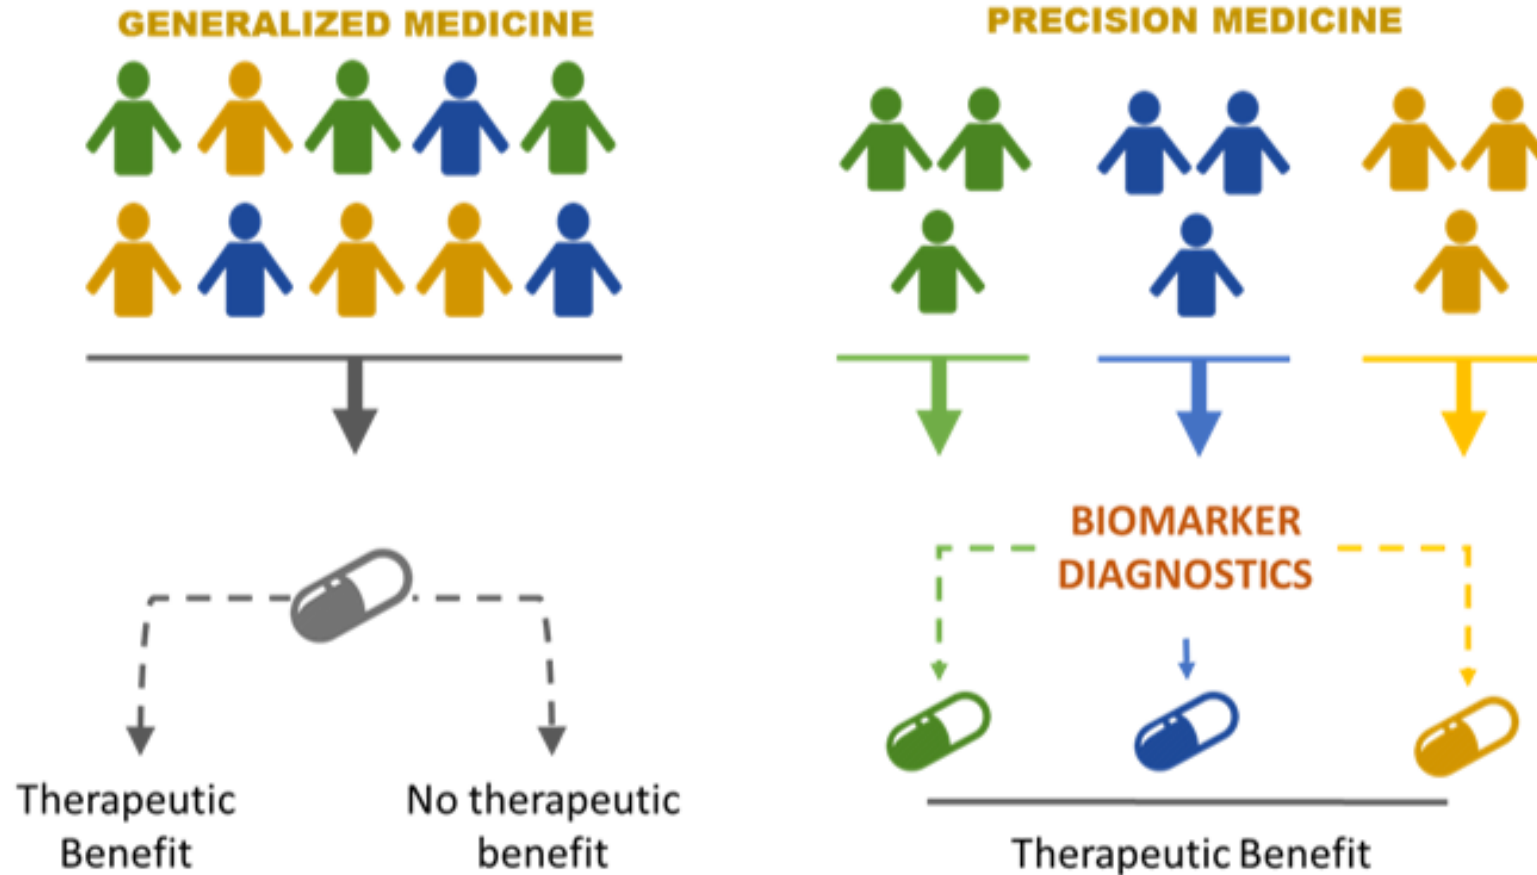 GENERALIZED MEDICINE
Therapeutic
Benefit
No therapeutic
benefit
PRECISION MEDICINE
BIOMARKER
DIAGNOSTICS
Therapeutic Benefit